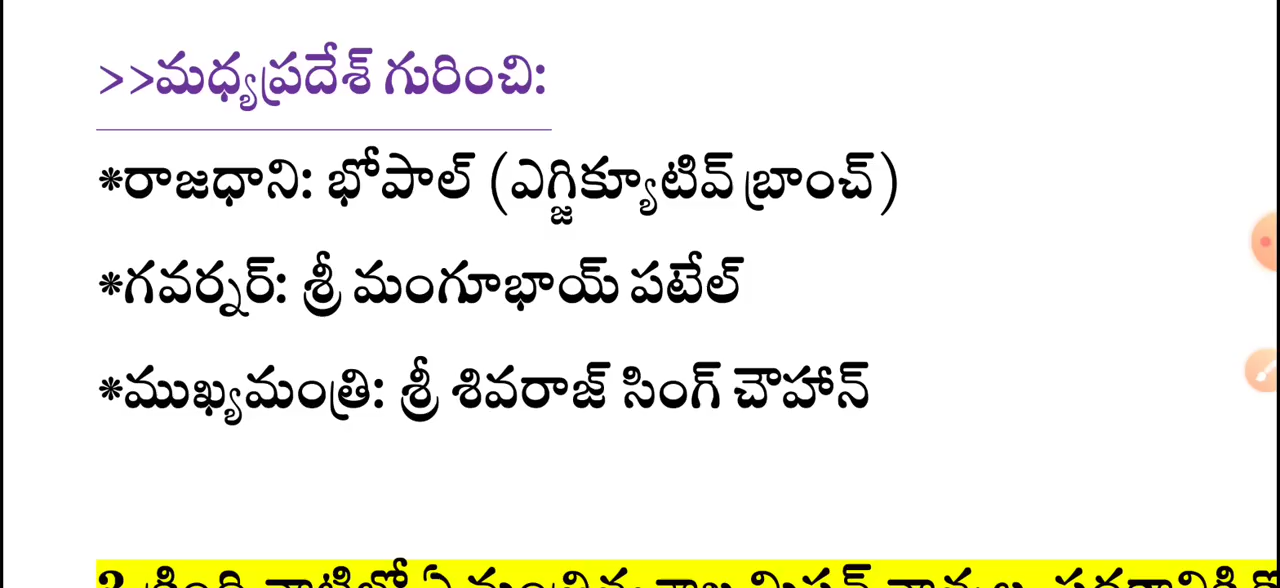 >>మధ్యప్రదేశ్ గురించి:
*రాజధాని: భోపాల్ (ఎగ్జిక్యూటివ్ బ్రాంచ్)
*గవర్నర్: శ్రీ మంగూభాయ్ పటేల్
*ముఖ్యమంత్రి: శ్రీ శివరాజ్ సింగ్ చౌహాన్